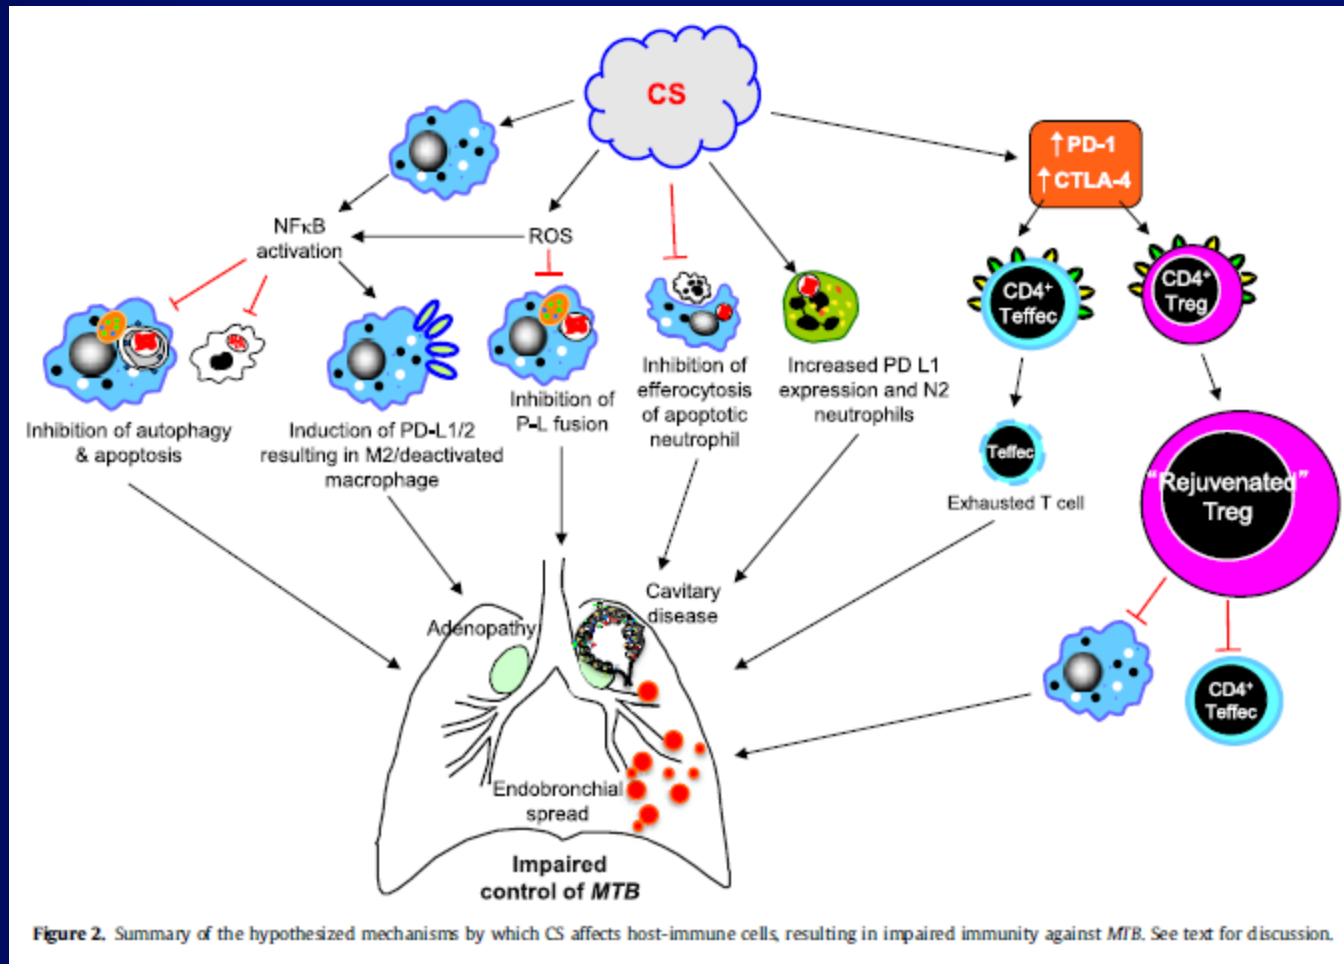 CS
↑PD-1
↑CTLA-4
NFκB
activation
ROS
CD4⁺
Teffec
CD4⁺
Treg
Inhibition of autophagy
& apoptosis
Induction of PD-L1/2
resulting in M2/deactivated
macrophage
Inhibition of
P-L fusion
Inhibition of
efferocytosis
of apoptotic
neutrophil
Increased PD L1
expression and N2
neutrophils
Teffec
Exhausted T cell
"Rejuvenated"
Treg
CD4⁺
Teffec
Adenopathy
Cavitary
disease
Endobronchial
spread
Impaired
control of MTB
Figure 2. Summary of the hypothesized mechanisms by which CS affects host-immune cells, resulting in impaired immunity against MTB. See text for discussion.